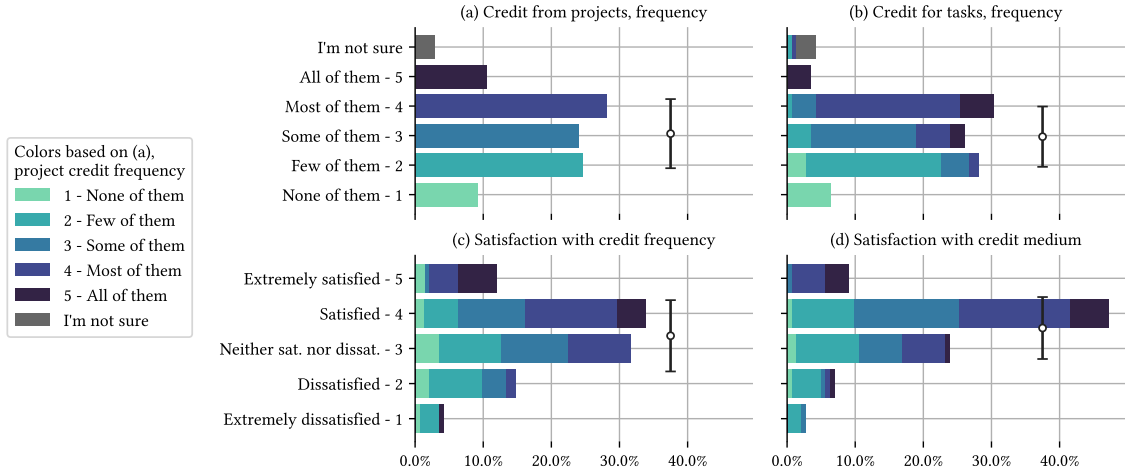 (a) Credit from projects, frequency
(b) Credit for tasks, frequency
I'm not sure
All of them - 5
Most of them - 4
Some of them - 3
Few of them - 2
None of them - 1
Colors based on (a),
project credit frequency
1 - None of them
2 - Few of them
3 - Some of them
4 - Most of them
5 - All of them
I'm not sure
(c) Satisfaction with credit frequency
(d) Satisfaction with credit medium
Extremely satisfied - 5
Satisfied - 4
Neither sat. nor dissat. - 3
Dissatisfied - 2
Extremely dissatisfied - 1
0.0% 10.0% 20.0% 30.0% 40.0%
0.0% 10.0% 20.0% 30.0% 40.0%